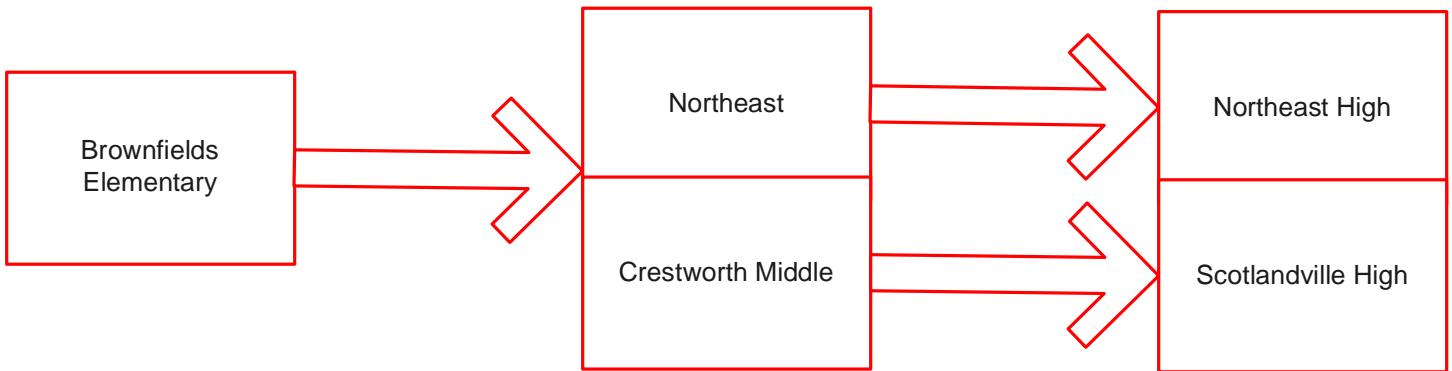 Brownfields
Elementary
Northeast
Crestworth Middle
Northeast High
Scotlandville High